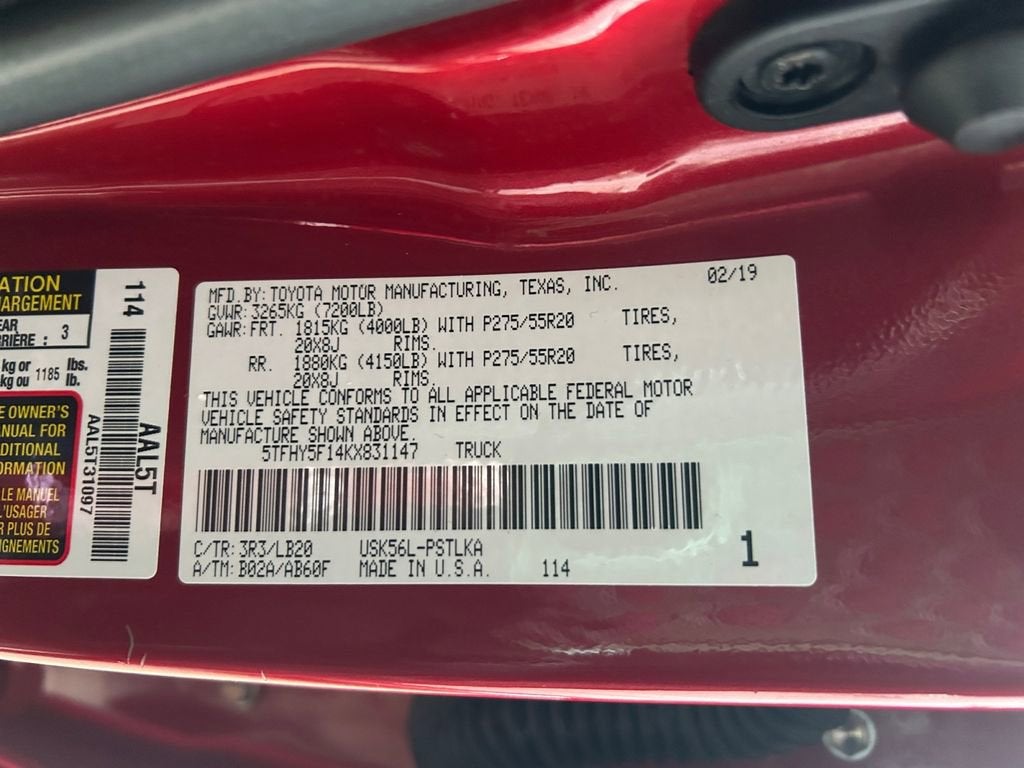 ATION
HARGEMENT
EAR
RRIÈRE : 3
kg or 1185 lbs.
kg ou lb.
E OWNER'S
ANUAL FOR
DITIONAL
FORMATION
LE MANUEL
L'USAGER
R PLUS DE
IGNEMENTS
114
AAL5T
AAL5T31097
MFD.BY:TOYOTA MOTOR MANUFACTURING, TEXAS, INC. 02/19
GVWR:3265KG (7200LB)
GAWR:FRT. 1815KG (4000LB) WITH P275/55R20 TIRES,
20X8J RIMS.
RR. 1880KG (4150LB) WITH P275/55R20 TIRES,
20X8J RIMS.
THIS VEHICLE CONFORMS TO ALL APPLICABLE FEDERAL MOTOR
VEHICLE SAFETY STANDARDS IN EFFECT ON THE DATE OF
MANUFACTURE SHOWN ABOVE.
5TFHY5F14KX831147 TRUCK
C/TR:3R3/LB20 USK56L-PSTLKA
A/TM:B02A/AB60F MADE IN U.S.A. 114 1